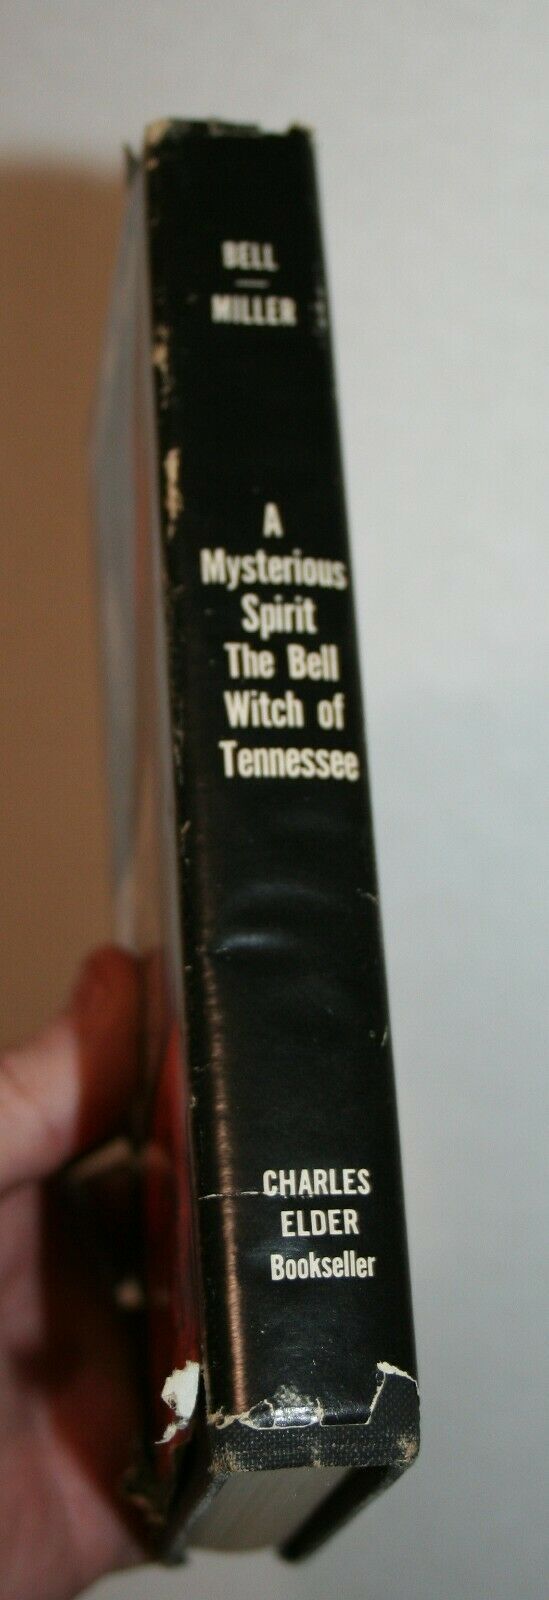 BELL
MILLER
A
Mysterious
Spirit
The Bell
Witch of
Tennessee
CHARLES
ELDER
Bookseller